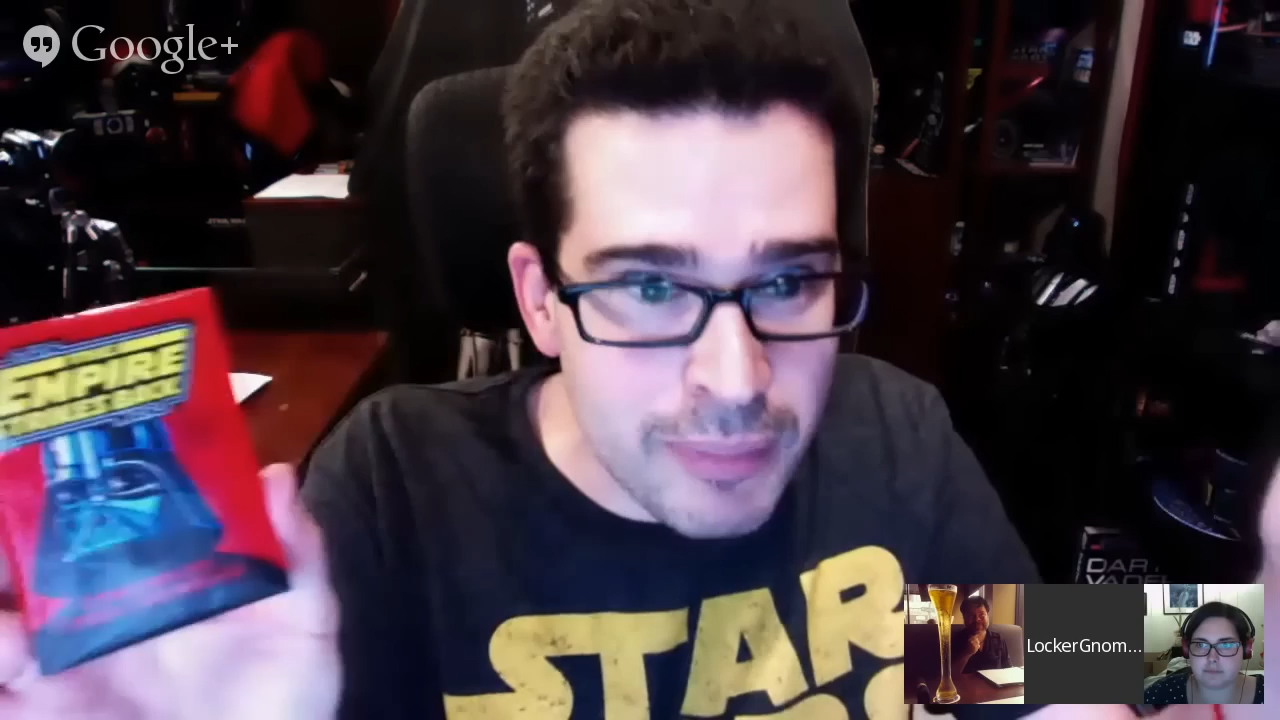 Google+
EMPIRE
STRIKES BACK
STAR
DAR
VADE
LockerGnom...